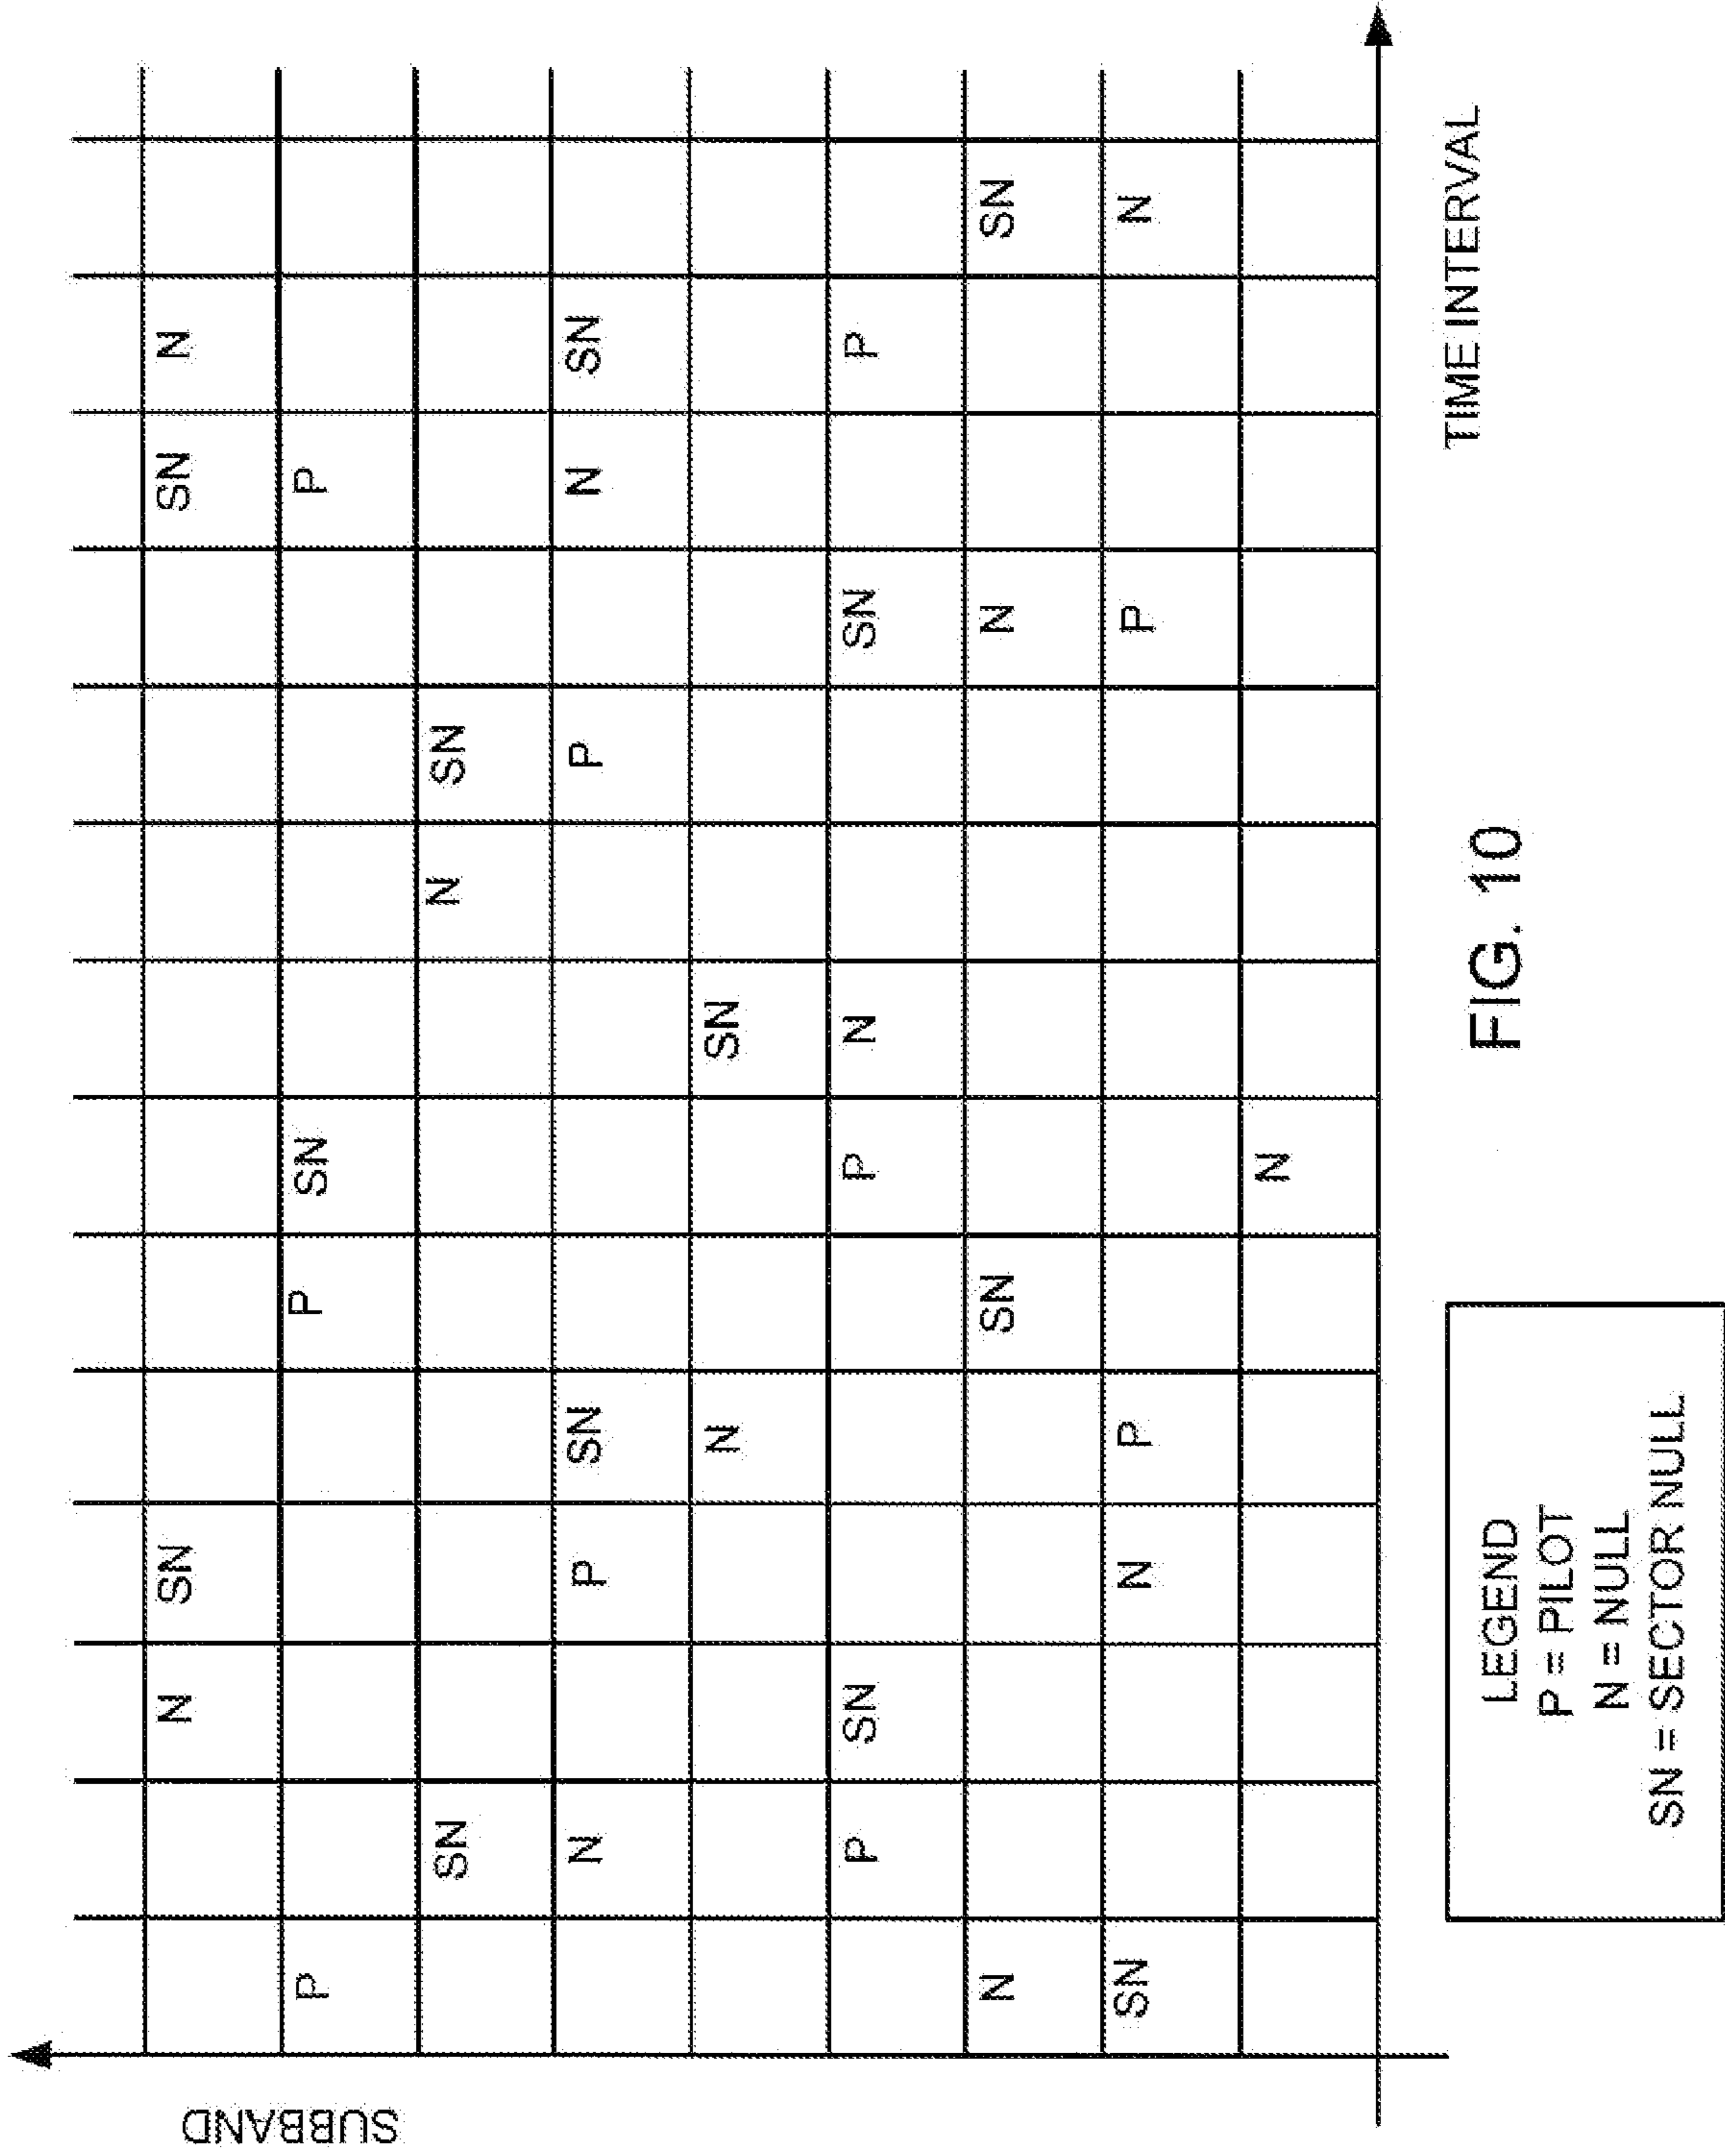 SUBBAND
N SN SN N
P P SN P
SN N SN
N P SN P N SN
N SN
P SN P N SN P
N SN N SN
SN N P P N
N
TIME INTERVAL
LEGEND
P = PILOT
N = NULL
SN = SECTOR NULL
FIG. 10